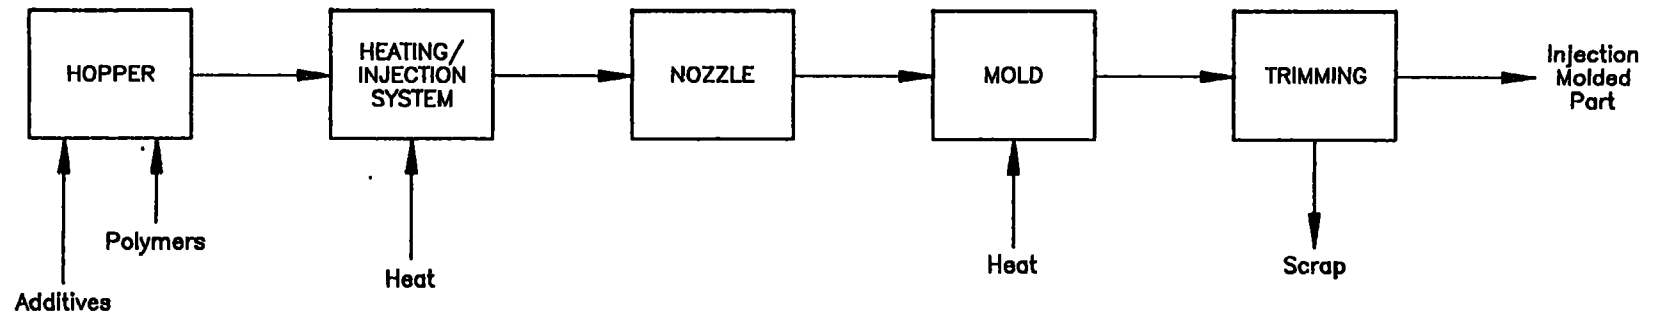 HOPPER
HEATING/
INJECTION
SYSTEM
NOZZLE
MOLD
TRIMMING
Injection
Molded
Part
Polymers
Additives
Heat
Heat
Scrap